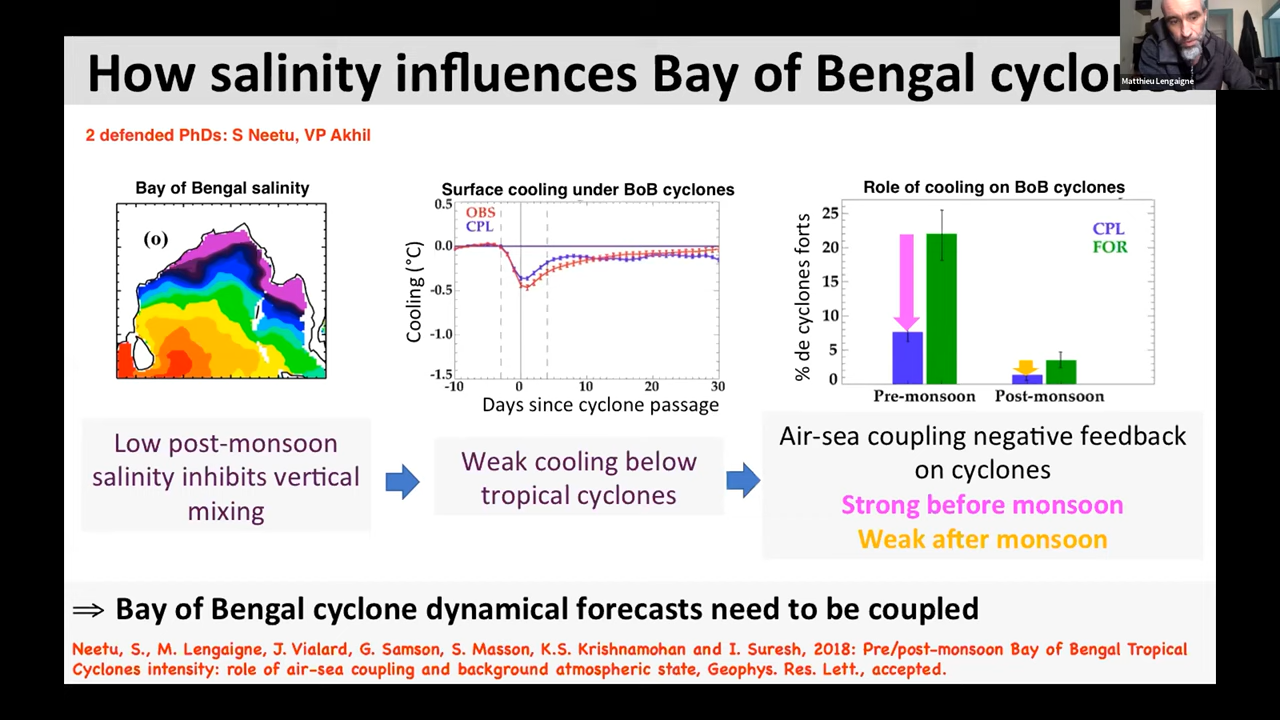 How salinity influences Bay of Bengal
Matthieu Lengaigne
2 defended PhDs: S Neetu, VP Akhil
Bay of Bengal salinity
(o)
Surface cooling under BoB cyclones
0.5
0.0
-0.5
-1.0
-1.5
OBS
CPL
Cooling (°C)
-10 0 10 20 30
Days since cyclone passage
Role of cooling on BoB cyclones
25
20
15
10
5
0
% de cyclones forts
CPL
FOR
Pre-monsoon Post-monsoon
Low post-monsoon
salinity inhibits vertical
mixing
Weak cooling below
tropical cyclones
Air-sea coupling negative feedback
on cyclones
Strong before monsoon
Weak after monsoon
⇒ Bay of Bengal cyclone dynamical forecasts need to be coupled
Neetu, S., M. Lengaigne, J. Vialard, G. Samson, S. Masson, K.S. Krishnamohan and I. Suresh, 2018: Pre/post-monsoon Bay of Bengal Tropical
Cyclones intensity: role of air-sea coupling and background atmospheric state, Geophys. Res. Lett., accepted.